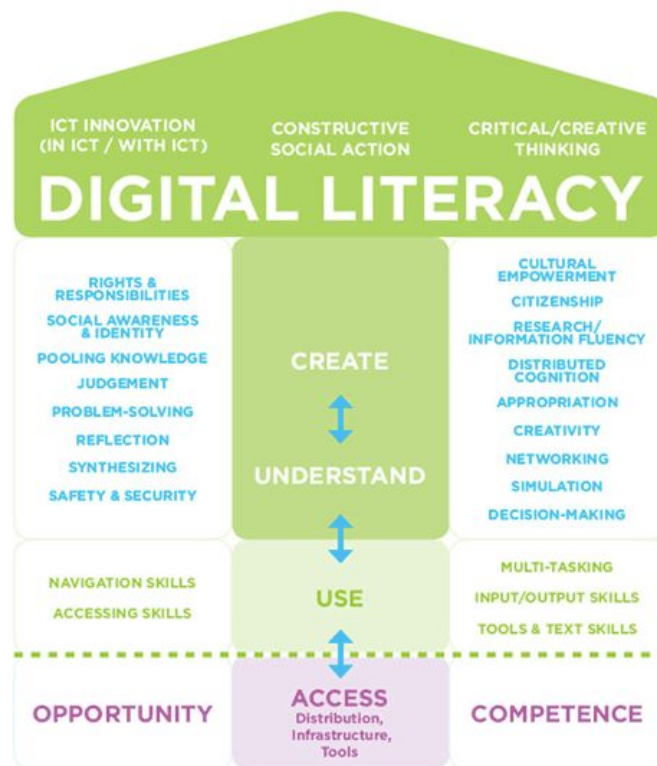 ICT INNOVATION
(IN ICT / WITH ICT)
CONSTRUCTIVE
SOCIAL ACTION
CRITICAL/CREATIVE
THINKING
DIGITAL LITERACY
RIGHTS &
RESPONSIBILITIES
SOCIAL AWARENESS
& IDENTITY
POOLING KNOWLEDGE
JUDGEMENT
PROBLEM-SOLVING
REFLECTION
SYNTHESIZING
SAFETY & SECURITY
CREATE
UNDERSTAND
CULTURAL
EMPOWERMENT
CITIZENSHIP
RESEARCH/
INFORMATION FLUENCY
DISTRIBUTED
COGNITION
APPROPRIATION
CREATIVITY
NETWORKING
SIMULATION
DECISION-MAKING
NAVIGATION SKILLS
ACCESSING SKILLS
USE
MULTI-TASKING
INPUT/OUTPUT SKILLS
TOOLS & TEXT SKILLS
OPPORTUNITY
ACCESS
Distribution,
Infrastructure,
Tools
COMPETENCE